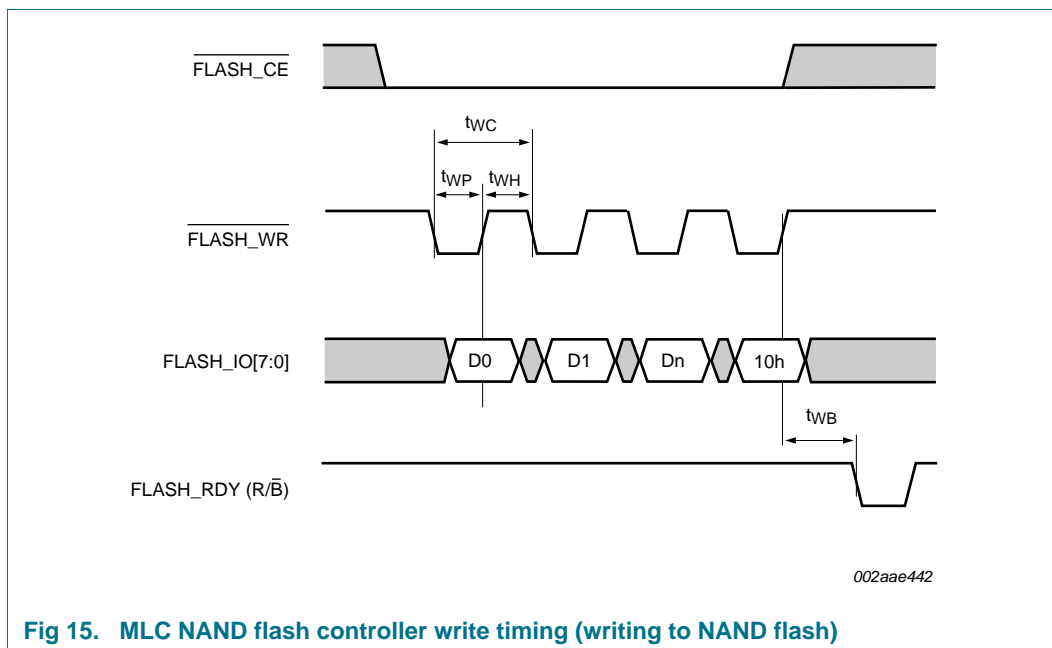 FLASH_CE
tWC
tWP tWH
FLASH_WR
FLASH_IO[7:0] D0 D1 Dn 10h
tWB
FLASH_RDY (R/B̅)
002aae442
Fig 15. MLC NAND flash controller write timing (writing to NAND flash)